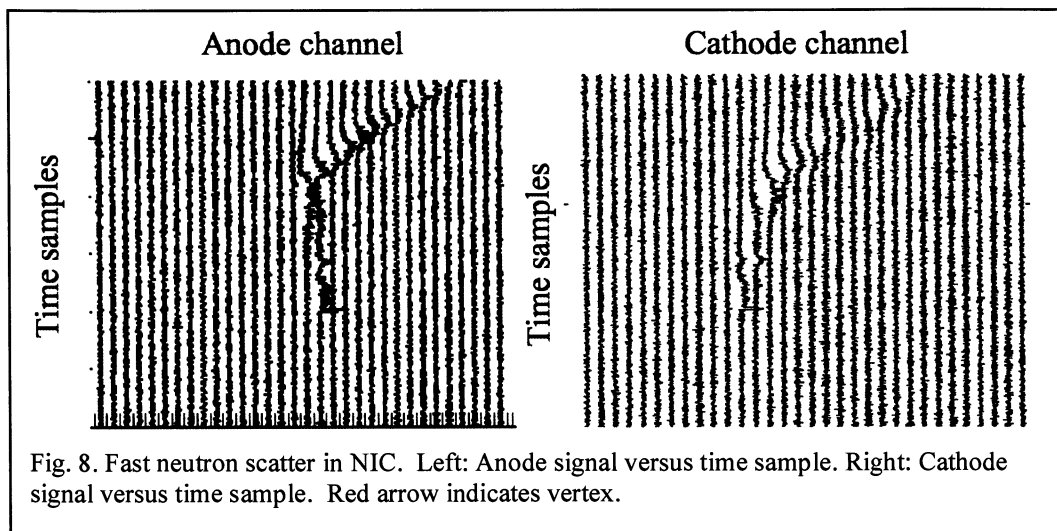 Anode channel
Cathode channel
Time samples
Time samples
Fig. 8. Fast neutron scatter in NIC. Left: Anode signal versus time sample. Right: Cathode
signal versus time sample. Red arrow indicates vertex.